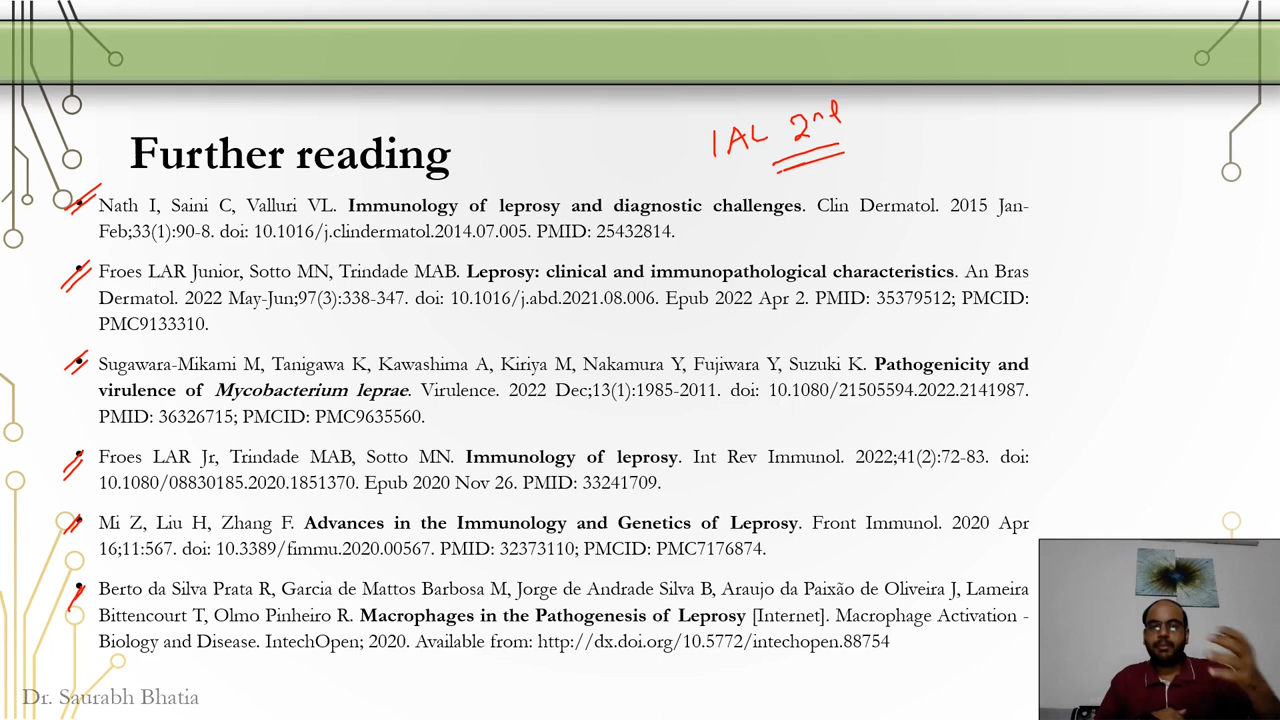 IAL 2nd
Further reading
Nath I, Saini C, Valluri VL. Immunology of leprosy and diagnostic challenges. Clin Dermatol. 2015 Jan-
Feb;33(1):90-8. doi: 10.1016/j.clindermatol.2014.07.005. PMID: 25432814.
Froes LAR Junior, Sotto MN, Trindade MAB. Leprosy: clinical and immunopathological characteristics. An Bras
Dermatol. 2022 May-Jun;97(3):338-347. doi: 10.1016/j.abd.2021.08.006. Epub 2022 Apr 2. PMID: 35379512; PMCID:
PMC9133310.
Sugawara-Mikami M, Tanigawa K, Kawashima A, Kiriya M, Nakamura Y, Fujiwara Y, Suzuki K. Pathogenicity and
virulence of Mycobacterium leprae. Virulence. 2022 Dec;13(1):1985-2011. doi: 10.1080/21505594.2022.2141987.
PMID: 36326715; PMCID: PMC9635560.
Froes LAR Jr, Trindade MAB, Sotto MN. Immunology of leprosy. Int Rev Immunol. 2022;41(2):72-83. doi:
10.1080/08830185.2020.1851370. Epub 2020 Nov 26. PMID: 33241709.
Mi Z, Liu H, Zhang F. Advances in the Immunology and Genetics of Leprosy. Front Immunol. 2020 Apr
16;11:567. doi: 10.3389/fimmu.2020.00567. PMID: 32373110; PMCID: PMC7176874.
Berto da Silva Prata R, Garcia de Mattos Barbosa M, Jorge de Andrade Silva B, Araujo da Paixão de Oliveira J, Lameira
Bittencourt T, Olmo Pinheiro R. Macrophages in the Pathogenesis of Leprosy [Internet]. Macrophage Activation -
Biology and Disease. IntechOpen; 2020. Available from: http://dx.doi.org/10.5772/intechopen.88754
Dr. Saurabh Bhatia